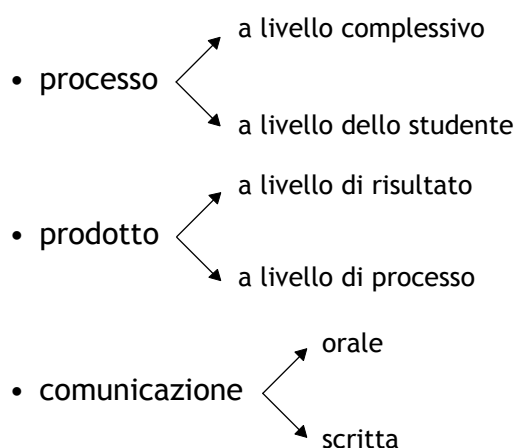 a livello complessivo
• processo
a livello dello studente
a livello di risultato
• prodotto
a livello di processo
orale
• comunicazione
scritta